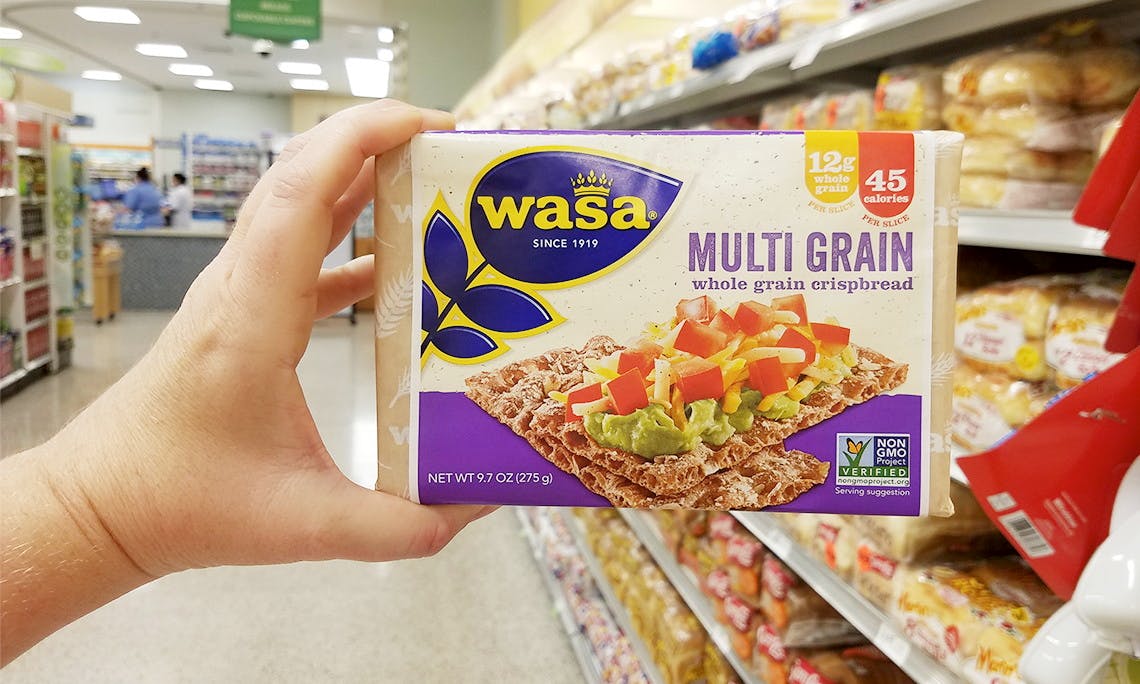 wasa®
SINCE 1919
12g
whole
grain
PER SLICE
45
calories
PER SLICE
MULTI GRAIN
whole grain crispbread
NET WT 9.7 OZ (275 g)
NON
GMO
Project
VERIFIED
nongmoproject.org
Serving suggestion